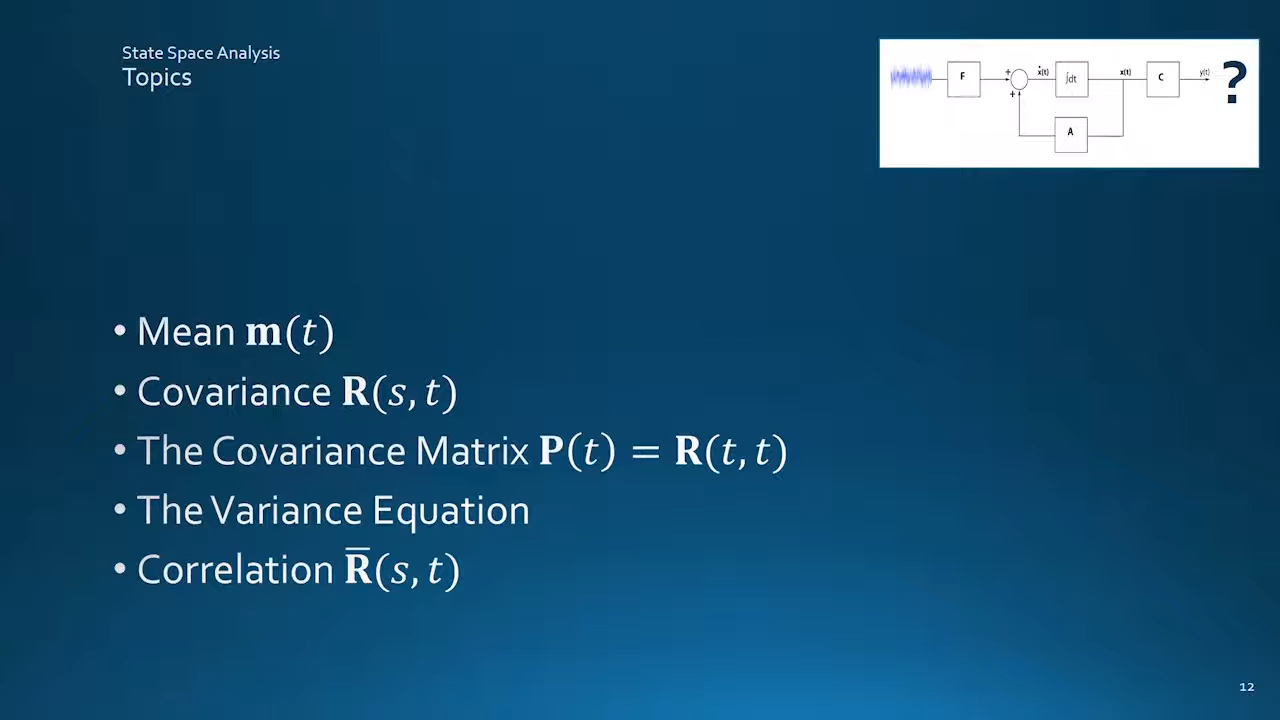 State Space Analysis
Topics
F
+
+
ẋ(t)
∫dt
x(t)
C
y(t)
?
A
• Mean 𝐦(t)
• Covariance 𝐑(s, t)
• The Covariance Matrix 𝐏(t) = 𝐑(t, t)
• The Variance Equation
• Correlation 𝐑̅(s, t)
12